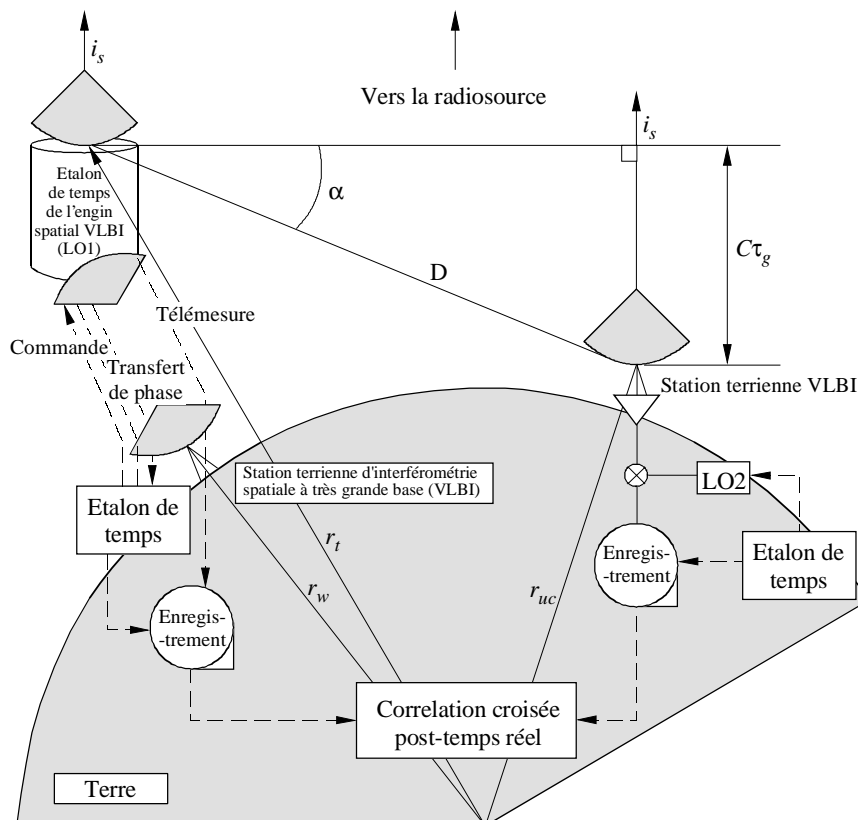 i_s
Vers la radiosource
i_s
Etalon
de temps
de l'engin
spatial VLBI
(LO1)
α
D
Cτ_g
Télémesure
Commande
Transfert
de phase
Station terrienne VLBI
Station terrienne d'interférométrie
spatiale à très grande base (VLBI)
LO2
Etalon de
temps
r_t
r_w
r_uc
Enregis-
-trement
Etalon de
temps
Enregis-
-trement
Correlation croisée
post-temps réel
Terre